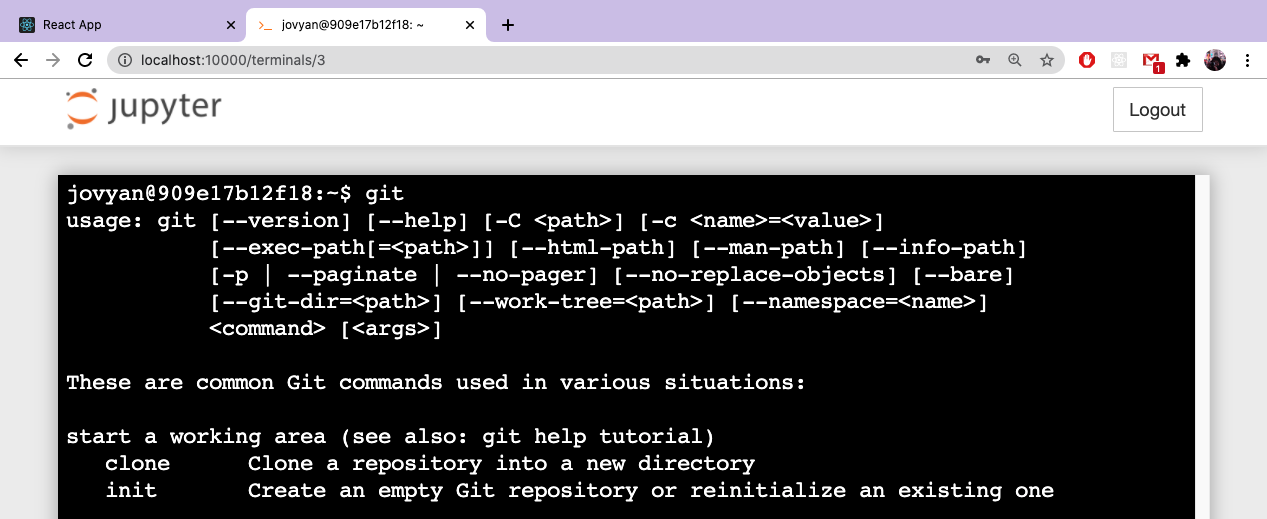 React App
>_ jovyan@909e17b12f18: ~
localhost:10000/terminals/3
1
jupyter
Logout
jovyan@909e17b12f18:~$ git
usage: git [--version] [--help] [-C <path>] [-c <name>=<value>]
           [--exec-path[=<path>]] [--html-path] [--man-path] [--info-path]
           [-p | --paginate | --no-pager] [--no-replace-objects] [--bare]
           [--git-dir=<path>] [--work-tree=<path>] [--namespace=<name>]
           <command> [<args>]
These are common Git commands used in various situations:
start a working area (see also: git help tutorial)
   clone      Clone a repository into a new directory
   init       Create an empty Git repository or reinitialize an existing one